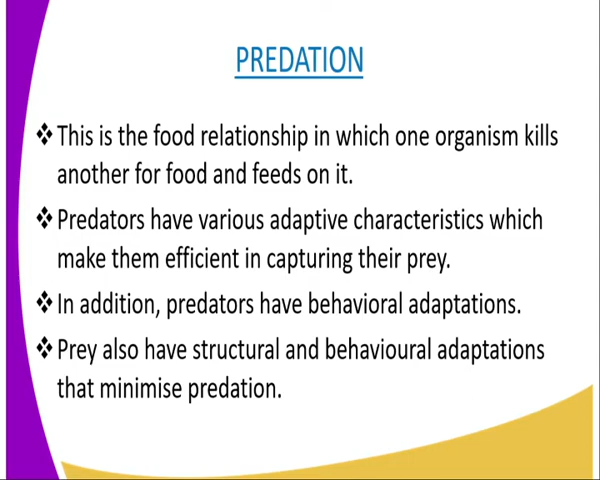 PREDATION
❖This is the food relationship in which one organism kills
another for food and feeds on it.
❖Predators have various adaptive characteristics which
make them efficient in capturing their prey.
❖In addition, predators have behavioral adaptations.
❖Prey also have structural and behavioural adaptations
that minimise predation.